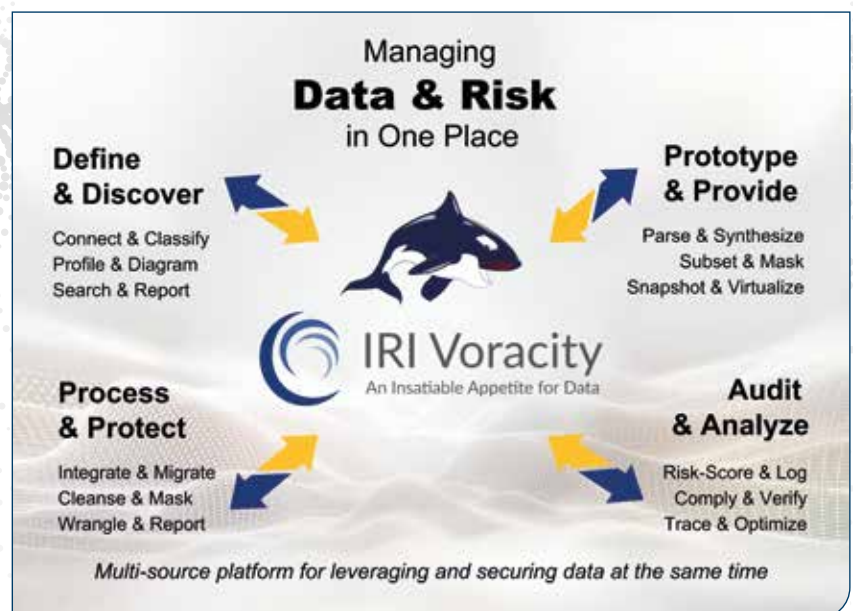 Managing
Data & Risk
in One Place
Define
& Discover
Connect & Classify
Profile & Diagram
Search & Report
Prototype
& Provide
Parse & Synthesize
Subset & Mask
Snapshot & Virtualize
IRI Voracity
An Insatiable Appetite for Data
Process
& Protect
Integrate & Migrate
Cleanse & Mask
Wrangle & Report
Audit
& Analyze
Risk-Score & Log
Comply & Verify
Trace & Optimize
Multi-source platform for leveraging and securing data at the same time